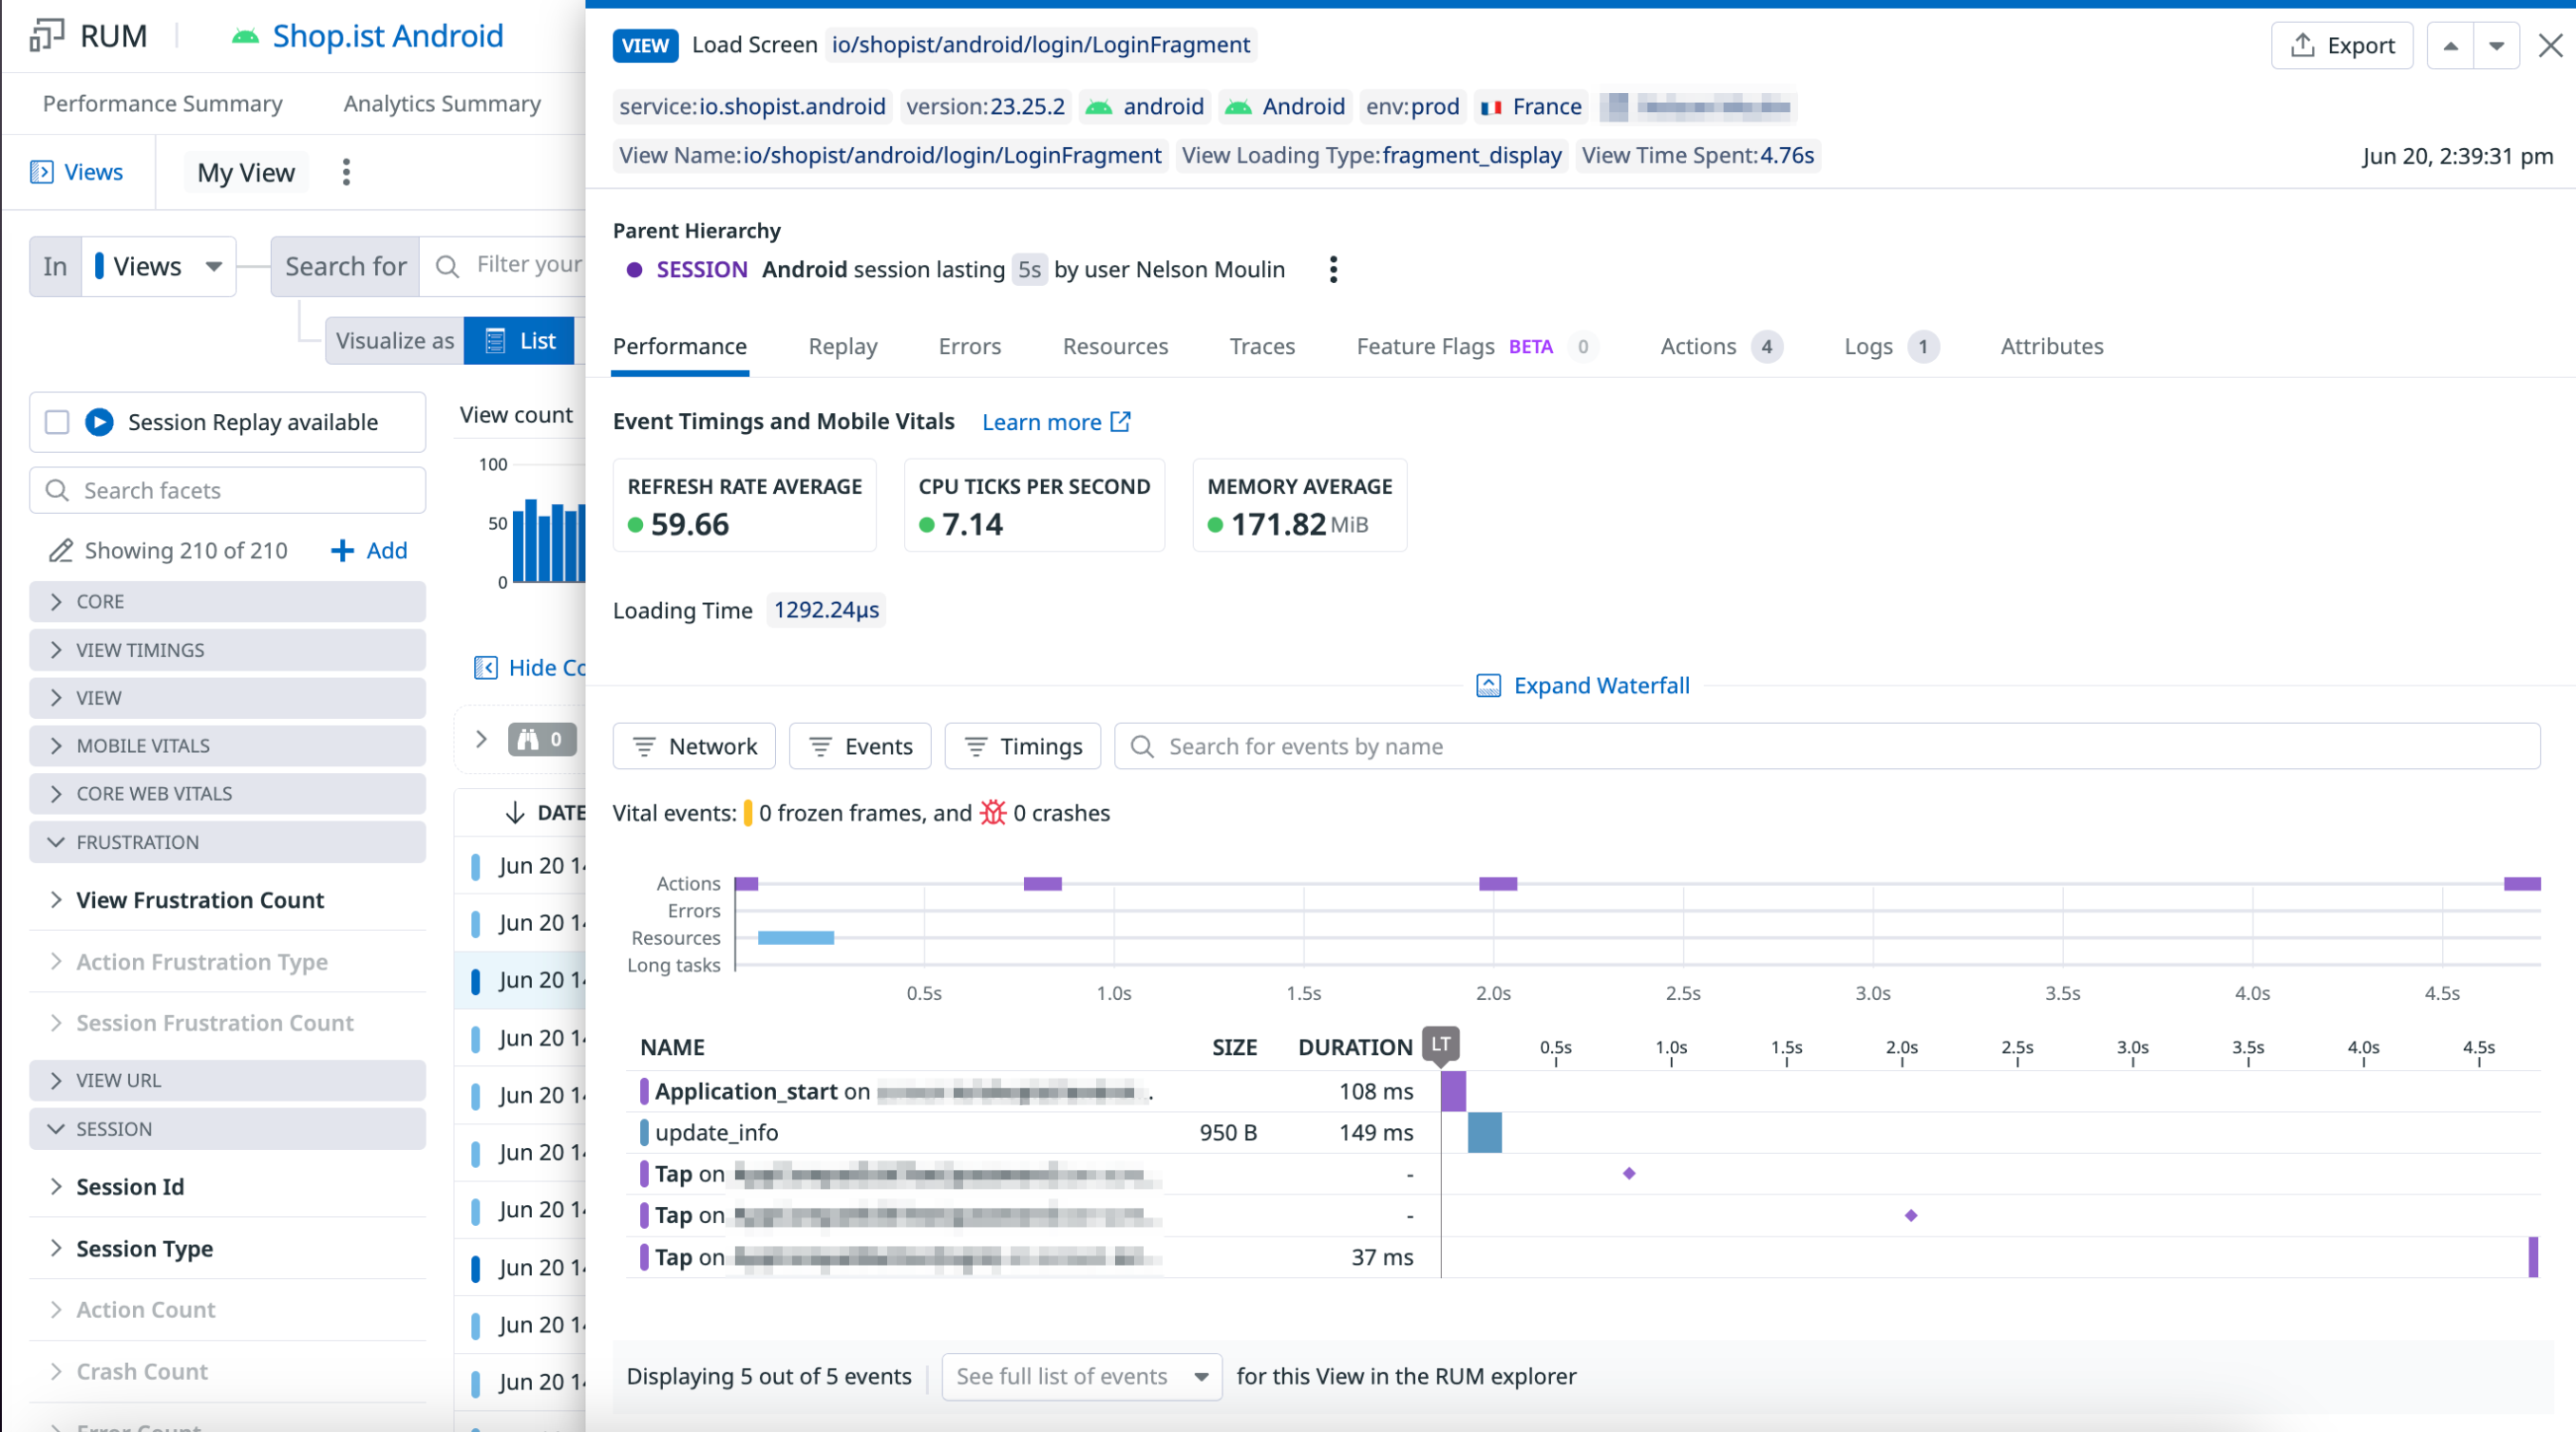 RUM
Shop.ist Android
Performance Summary
Analytics Summary
Views
My View
In
Views
Search for
Filter your
Visualize as
List
Session Replay available
Search facets
Showing 210 of 210
Add
CORE
VIEW TIMINGS
VIEW
MOBILE VITALS
CORE WEB VITALS
FRUSTRATION
View Frustration Count
Action Frustration Type
Session Frustration Count
VIEW URL
SESSION
Session Id
Session Type
Action Count
Crash Count
Error Count
View count
100
50
0
Hide Co
0
DATE
Jun 20 14
Jun 20 14
Jun 20 14
Jun 20 14
Jun 20 14
Jun 20 14
Jun 20 14
Jun 20 14
Jun 20 14
Jun 20 14
VIEW Load Screen io/shopist/android/login/LoginFragment
Export
service:io.shopist.android version:23.25.2 android Android env:prod France
View Name:io/shopist/android/login/LoginFragment View Loading Type:fragment_display View Time Spent:4.76s
Jun 20, 2:39:31 pm
Parent Hierarchy
SESSION Android session lasting 5s by user Nelson Moulin
Performance Replay Errors Resources Traces Feature Flags BETA 0 Actions 4 Logs 1 Attributes
Event Timings and Mobile Vitals Learn more
REFRESH RATE AVERAGE
59.66
CPU TICKS PER SECOND
7.14
MEMORY AVERAGE
171.82 MiB
Loading Time 1292.24µs
Expand Waterfall
Network Events Timings Search for events by name
Vital events: 0 frozen frames, and 0 crashes
Actions
Errors
Resources
Long tasks
0.5s 1.0s 1.5s 2.0s 2.5s 3.0s 3.5s 4.0s 4.5s
NAME SIZE DURATION LT 0.5s 1.0s 1.5s 2.0s 2.5s 3.0s 3.5s 4.0s 4.5s
Application_start on . 108 ms
update_info 950 B 149 ms
Tap on -
Tap on -
Tap on 37 ms
Displaying 5 out of 5 events See full list of events for this View in the RUM explorer